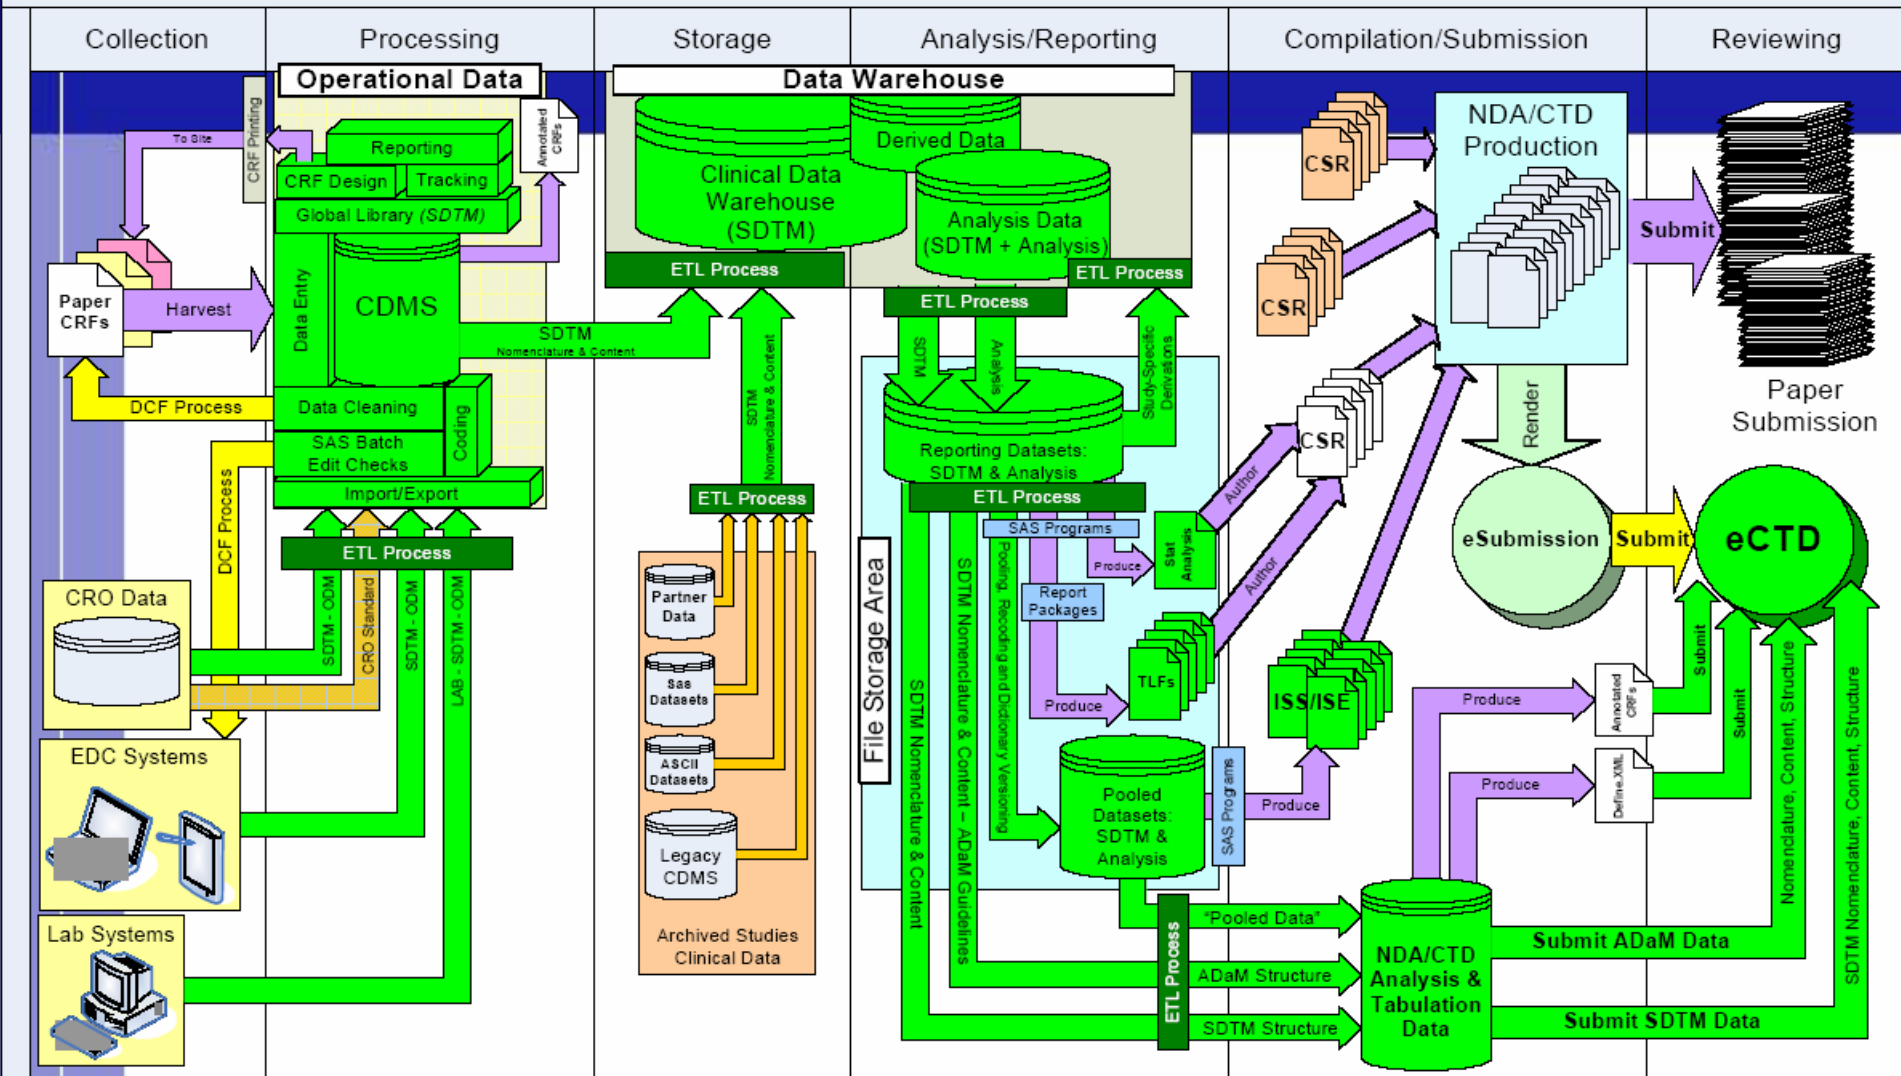 Collection
Processing
Storage
Analysis/Reporting
Compilation/Submission
Reviewing
Operational Data
Data Warehouse
CRF Printing
To Site
Reporting
CRF Design
Tracking
Global Library (SDTM)
Annotated
CRFs
Paper
CRFs
Harvest
Data Entry
CDMS
SDTM
Nomenclature & Content
DCF Process
Data Cleaning
SAS Batch
Edit Checks
Coding
Import/Export
DCF Process
ETL Process
CRO Data
SDTM - ODM
CRO Standard
SDTM - ODM
LAB - SDTM - ODM
EDC Systems
Lab Systems
Clinical Data
Warehouse
(SDTM)
Derived Data
Analysis Data
(SDTM + Analysis)
ETL Process
ETL Process
ETL Process
SDTM
Nomenclature & Content
ETL Process
Partner
Data
Sas
Datasets
ASCII
Datasets
Legacy
CDMS
Archived Studies
Clinical Data
SDTM
Analysis
Study-Specific
Derivations
Reporting Datasets:
SDTM & Analysis
ETL Process
SAS Programs
Produce
Stat
Analysis
Report
Packages
TLFs
Produce
File Storage Area
SDTM Nomenclature & Content
SDTM Nomenclature & Content – ADaM Guidelines
Pooling, Recoding and Dictionary Versioning
Pooled
Datasets:
SDTM &
Analysis
SAS Programs
Produce
ISS/ISE
Author
Author
CSR
CSR
CSR
NDA/CTD
Production
Submit
Paper
Submission
Render
eSubmission
Submit
eCTD
Produce
Annotated
CRFs
Submit
Produce
Define.XML
Submit
Nomenclature, Content, Structure
SDTM Nomenclature, Content, Structure
ETL Process
"Pooled Data"
ADaM Structure
SDTM Structure
NDA/CTD
Analysis &
Tabulation
Data
Submit ADaM Data
Submit SDTM Data